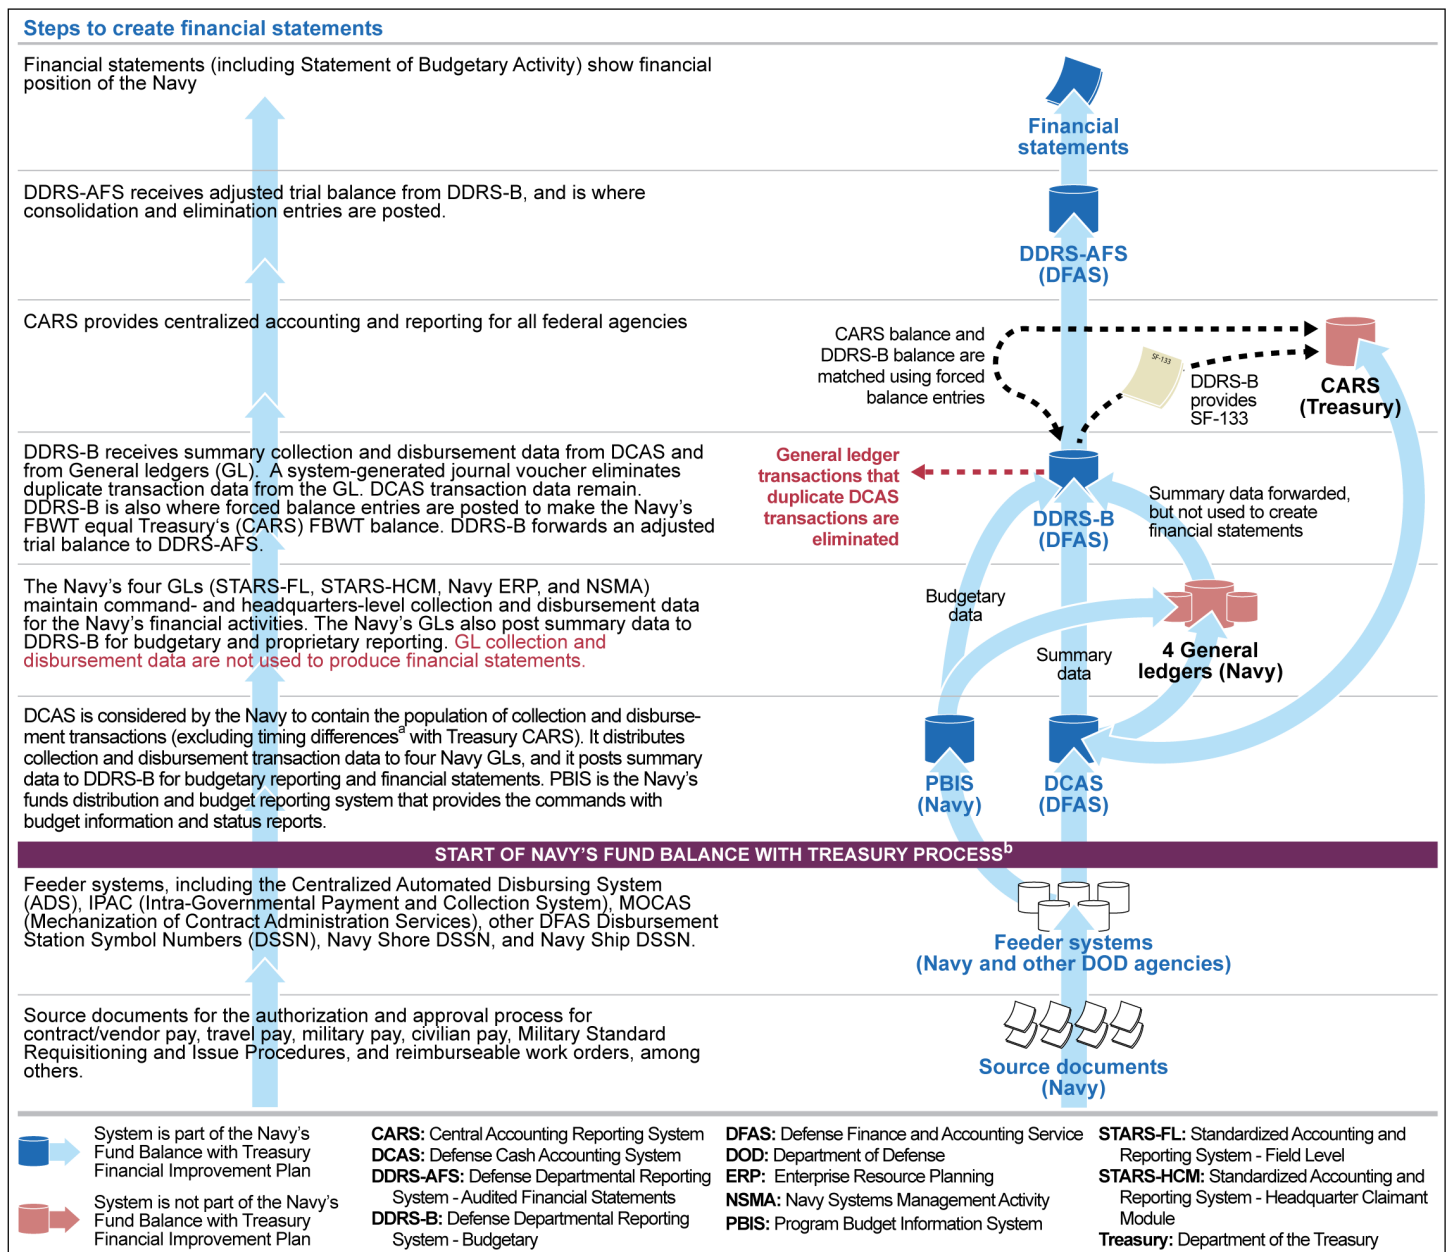 Steps to create financial statements
Financial statements (including Statement of Budgetary Activity) show financial
position of the Navy
Financial
statements
DDRS-AFS receives adjusted trial balance from DDRS-B, and is where
consolidation and elimination entries are posted.
DDRS-AFS
(DFAS)
CARS provides centralized accounting and reporting for all federal agencies
CARS balance and
DDRS-B balance are
matched using forced
balance entries
SF-133
DDRS-B
provides
SF-133
CARS
(Treasury)
DDRS-B receives summary collection and disbursement data from DCAS and
from General ledgers (GL). A system-generated journal voucher eliminates
duplicate transaction data from the GL. DCAS transaction data remain.
DDRS-B is also where forced balance entries are posted to make the Navy's
FBWT equal Treasury‘s (CARS) FBWT balance. DDRS-B forwards an adjusted
trial balance to DDRS-AFS.
General ledger
transactions that
duplicate DCAS
transactions are
eliminated
DDRS-B
(DFAS)
Summary data forwarded,
but not used to create
financial statements
The Navy's four GLs (STARS-FL, STARS-HCM, Navy ERP, and NSMA)
maintain command- and headquarters-level collection and disbursement data
for the Navy's financial activities. The Navy's GLs also post summary data to
DDRS-B for budgetary and proprietary reporting. GL collection and
disbursement data are not used to produce financial statements.
Budgetary
data
Summary
data
4 General
ledgers (Navy)
DCAS is considered by the Navy to contain the population of collection and disburse-
ment transactions (excluding timing differencesᵃ with Treasury CARS). It distributes
collection and disbursement transaction data to four Navy GLs, and it posts summary
data to DDRS-B for budgetary reporting and financial statements. PBIS is the Navy's
funds distribution and budget reporting system that provides the commands with
budget information and status reports.
PBIS
(Navy)
DCAS
(DFAS)
START OF NAVY'S FUND BALANCE WITH TREASURY PROCESSᵇ
Feeder systems, including the Centralized Automated Disbursing System
(ADS), IPAC (Intra-Governmental Payment and Collection System), MOCAS
(Mechanization of Contract Administration Services), other DFAS Disbursement
Station Symbol Numbers (DSSN), Navy Shore DSSN, and Navy Ship DSSN.
Feeder systems
(Navy and other DOD agencies)
Source documents for the authorization and approval process for
contract/vendor pay, travel pay, military pay, civilian pay, Military Standard
Requisitioning and Issue Procedures, and reimburseable work orders, among
others.
Source documents
(Navy)
System is part of the Navy's
Fund Balance with Treasury
Financial Improvement Plan
System is not part of the Navy's
Fund Balance with Treasury
Financial Improvement Plan
CARS: Central Accounting Reporting System
DCAS: Defense Cash Accounting System
DDRS-AFS: Defense Departmental Reporting
System - Audited Financial Statements
DDRS-B: Defense Departmental Reporting
System - Budgetary
DFAS: Defense Finance and Accounting Service
DOD: Department of Defense
ERP: Enterprise Resource Planning
NSMA: Navy Systems Management Activity
PBIS: Program Budget Information System
STARS-FL: Standardized Accounting and
Reporting System - Field Level
STARS-HCM: Standardized Accounting and
Reporting System - Headquarter Claimant
Module
Treasury: Department of the Treasury